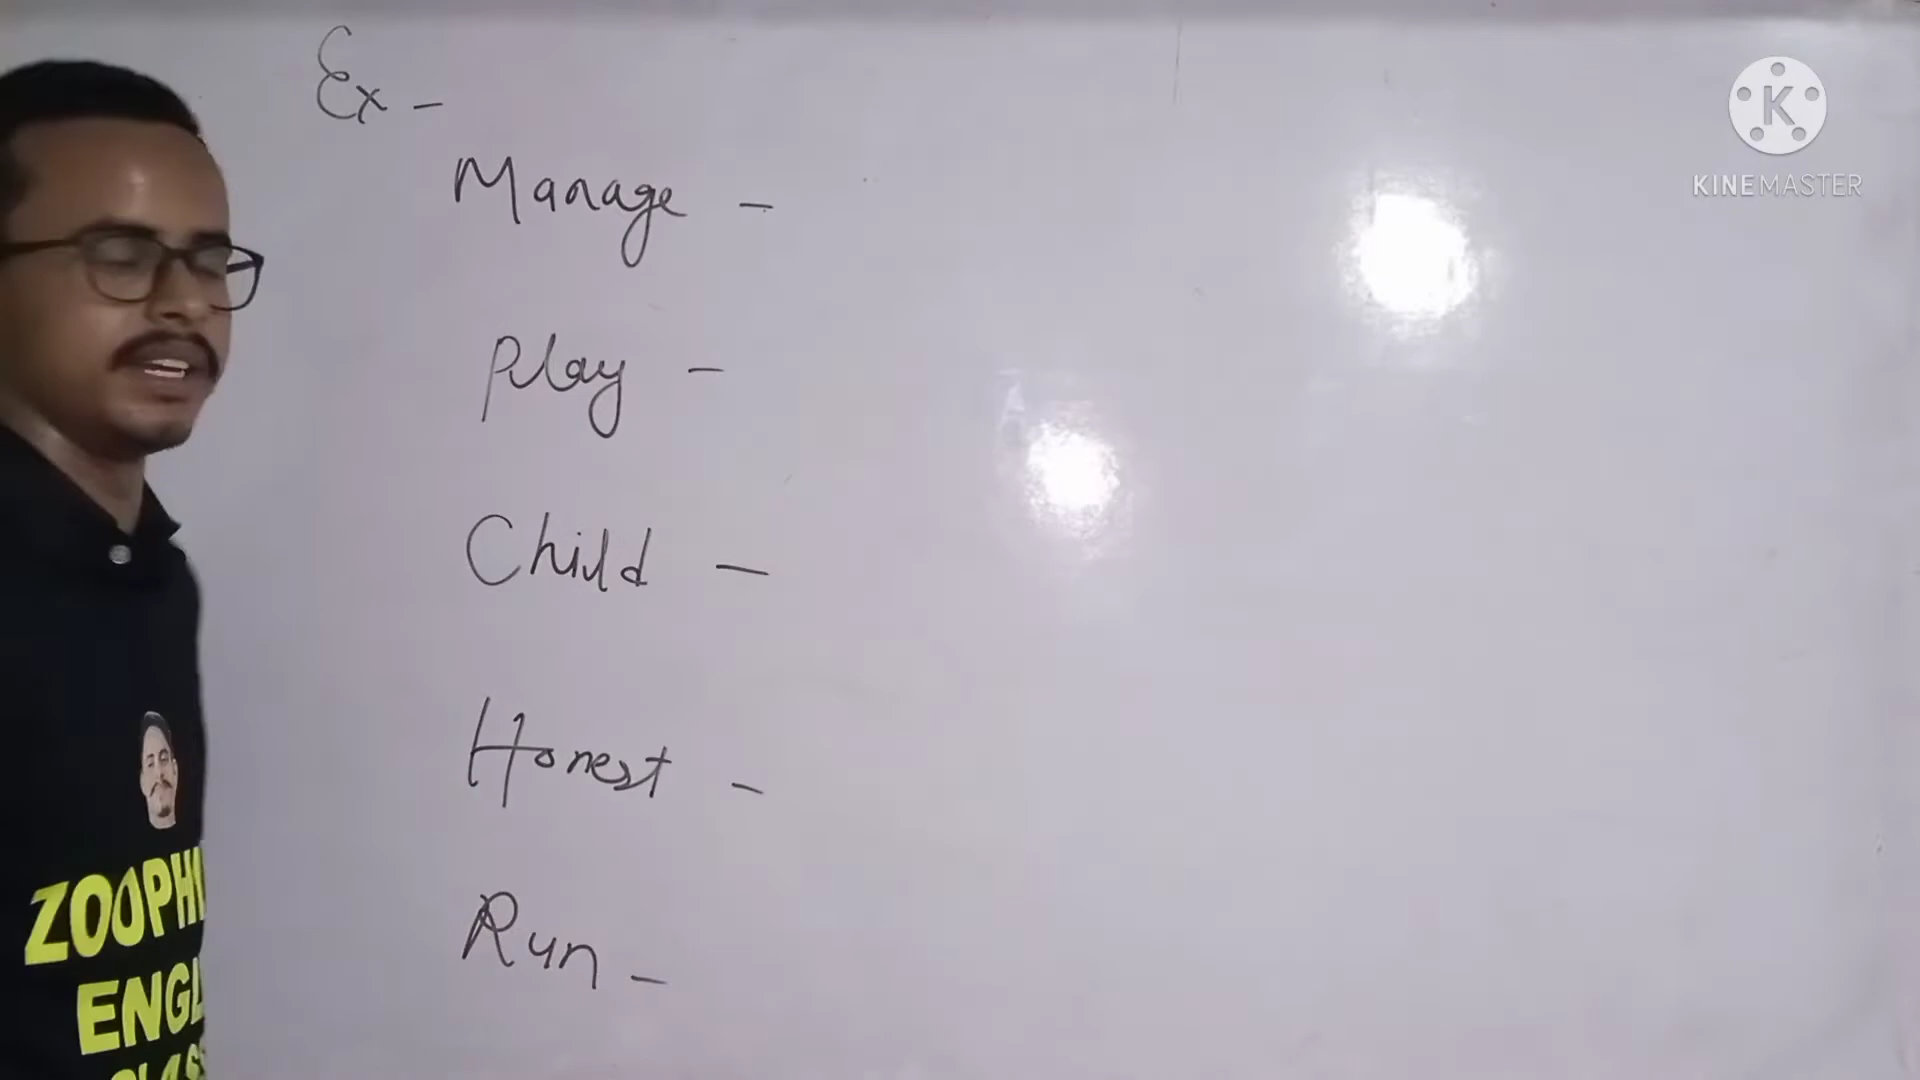 Ex -
Manage -
Play -
Child -
Honest -
Run -
KINEMASTER